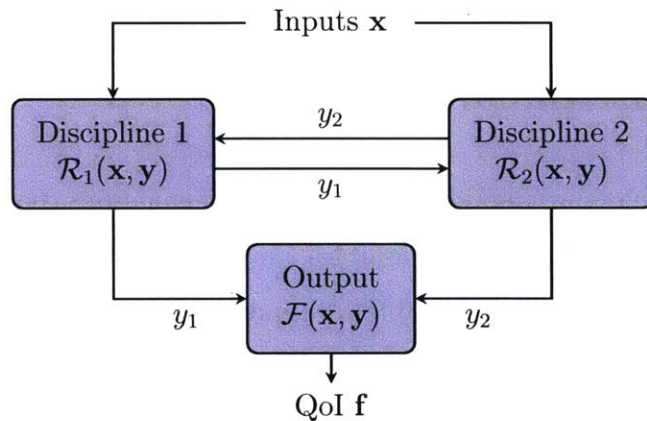 Inputs x
Discipline 1
R₁(x, y)
y₂
y₁
Discipline 2
R₂(x, y)
Output
F(x, y)
y₁
y₂
QoI f